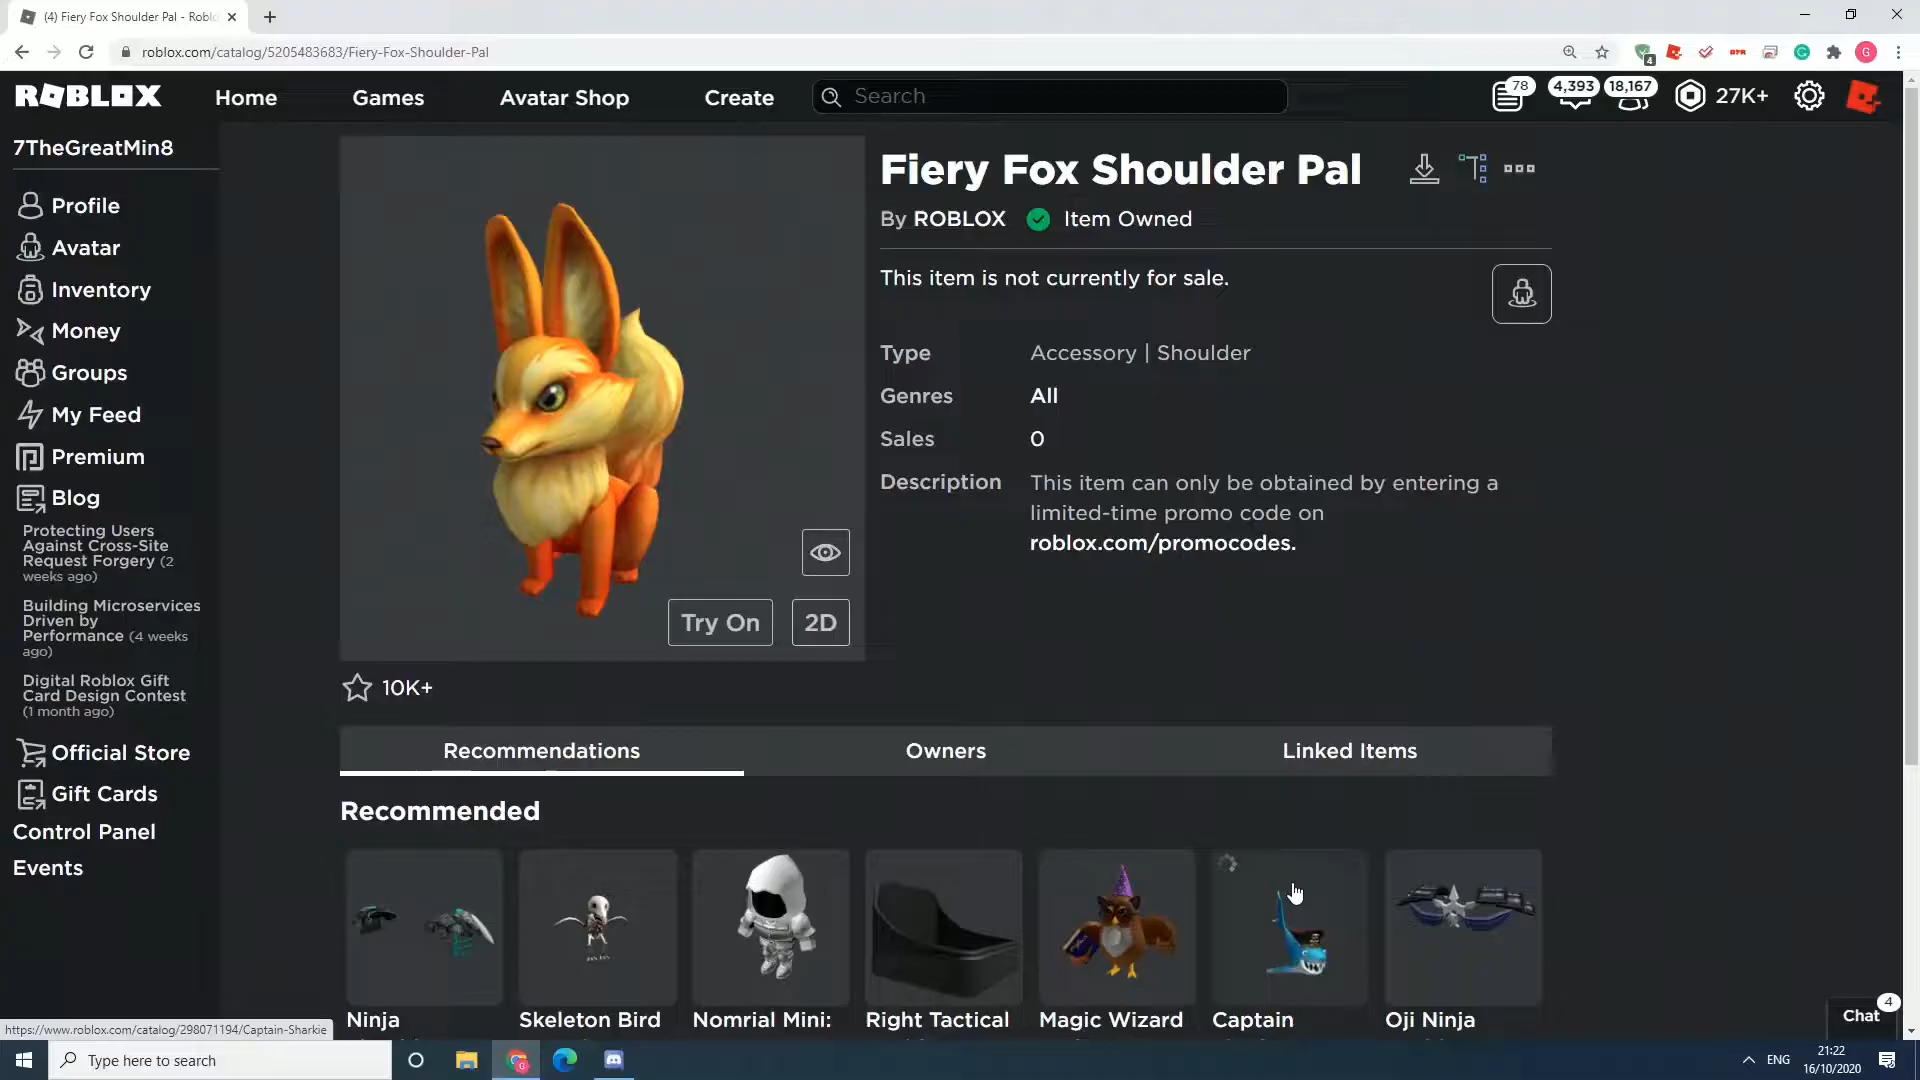 (4) Fiery Fox Shoulder Pal - Roblo
roblox.com/catalog/5205483683/Fiery-Fox-Shoulder-Pal
4
G
ROBLOX
Home
Games
Avatar Shop
Create
Search
78
4,393
18,167
27K+
7TheGreatMin8
Profile
Avatar
Inventory
Money
Groups
My Feed
Premium
Blog
Protecting Users
Against Cross-Site
Request Forgery (2
weeks ago)
Building Microservices
Driven by
Performance (4 weeks
ago)
Digital Roblox Gift
Card Design Contest
(1 month ago)
Official Store
Gift Cards
Control Panel
Events
Try On
2D
10K+
Fiery Fox Shoulder Pal
By ROBLOX
Item Owned
This item is not currently for sale.
Type
Accessory | Shoulder
Genres
All
Sales
0
Description
This item can only be obtained by entering a
limited-time promo code on
roblox.com/promocodes.
Recommendations
Owners
Linked Items
Recommended
Ninja
Skeleton Bird
Nomrial Mini:
Right Tactical
Magic Wizard
Captain
Oji Ninja
Chat
4
https://www.roblox.com/catalog/298071194/Captain-Sharkie
Type here to search
G
ENG
21:22
16/10/2020